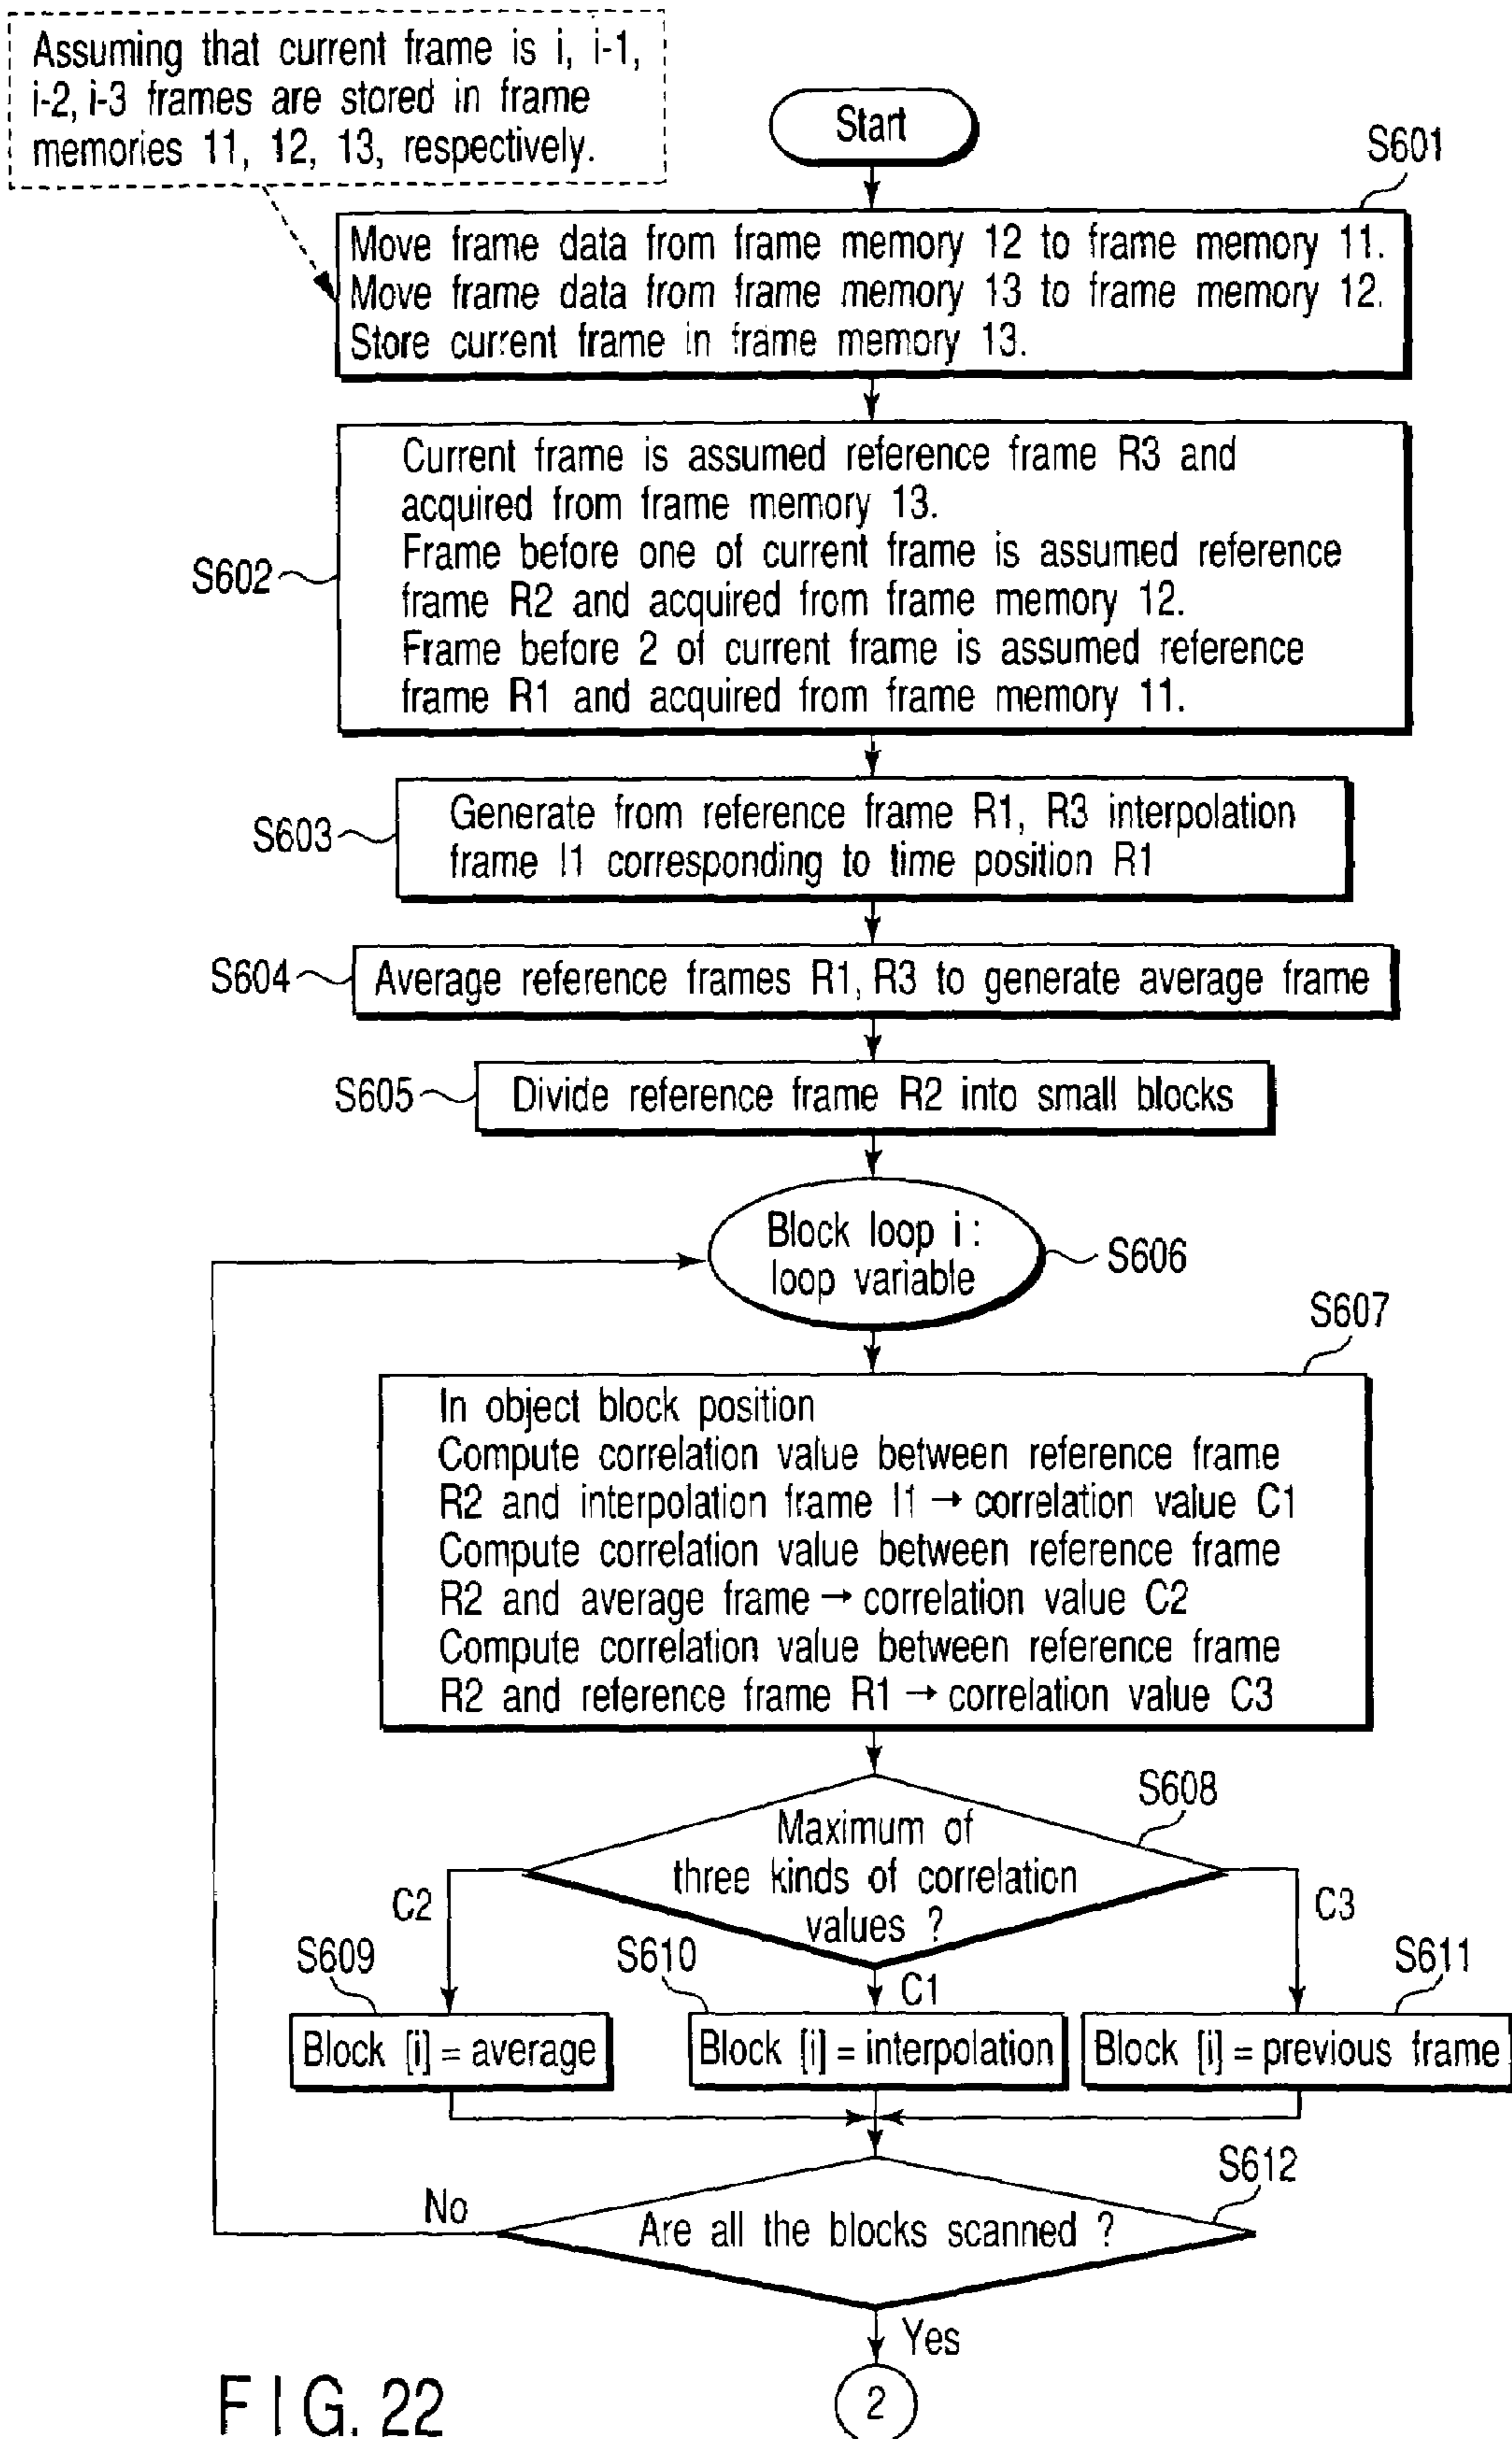 Assuming that current frame is i, i-1,
i-2, i-3 frames are stored in frame
memories 11, 12, 13, respectively.
Start
S601
Move frame data from frame memory 12 to frame memory 11.
Move frame data from frame memory 13 to frame memory 12.
Store current frame in frame memory 13.
S602
Current frame is assumed reference frame R3 and
acquired from frame memory 13.
Frame before one of current frame is assumed reference
frame R2 and acquired from frame memory 12.
Frame before 2 of current frame is assumed reference
frame R1 and acquired from frame memory 11.
S603
Generate from reference frame R1, R3 interpolation
frame I1 corresponding to time position R1
S604
Average reference frames R1, R3 to generate average frame
S605
Divide reference frame R2 into small blocks
Block loop i :
loop variable
S606
S607
In object block position
Compute correlation value between reference frame
R2 and interpolation frame I1 → correlation value C1
Compute correlation value between reference frame
R2 and average frame → correlation value C2
Compute correlation value between reference frame
R2 and reference frame R1 → correlation value C3
S608
Maximum of
three kinds of correlation
values ?
C2
C3
C1
S609
S610
S611
Block [i] = average
Block [i] = interpolation
Block [i] = previous frame
S612
No
Are all the blocks scanned ?
Yes
2
FIG. 22